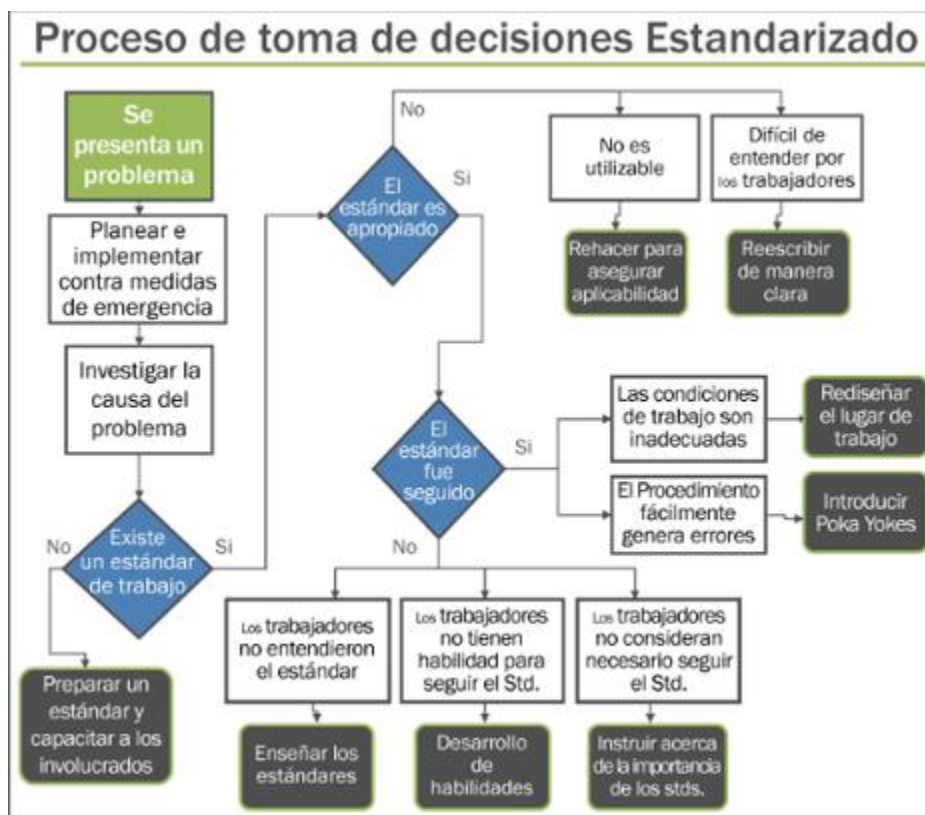 Proceso de toma de decisiones Estandarizado
Se
presenta un
problema
Planear e
implementar
contra medidas
de emergencia
Investigar la
causa del
problema
Existe
un estándar
de trabajo
No
Si
Preparar un
estándar y
capacitar a los
involucrados
El
estándar es
apropiado
No
Si
No es
utilizable
Difícil de
entender por
los trabajadores
Rehacer para
asegurar
aplicabilidad
Reescribir
de manera
clara
El
estándar
fue
seguido
Si
No
Las condiciones
de trabajo son
inadecuadas
Rediseñar
el lugar de
trabajo
El Procedimiento
fácilmente
genera errores
Introducir
Poka Yokes
Los trabajadores
no entendieron
el estándar
Los trabajadores
no tienen
habilidad para
seguir el Std.
Los trabajadores
no consideran
necesario seguir
el Std.
Enseñar los
estándares
Desarrollo
de
habilidades
Instruir acerca
de la importancia
de los stds.